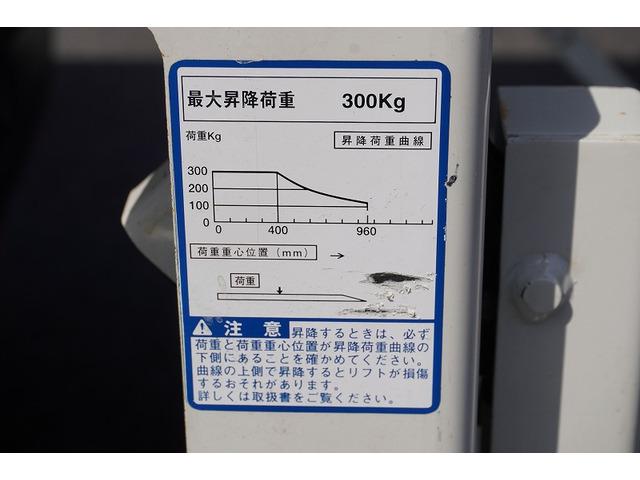 最大昇降荷重 300Kg
荷重Kg
昇降荷重曲線
300
200
100
0
0 400 960
荷重重心位置(mm) →
荷重
注意 昇降するときは、必ず
荷重と荷重重心位置が昇降荷重曲線の
下側にあることを確かめてください。
曲線の上側で昇降するとリフトが損傷
するおそれがあります。
詳しくは取扱書をご覧ください。